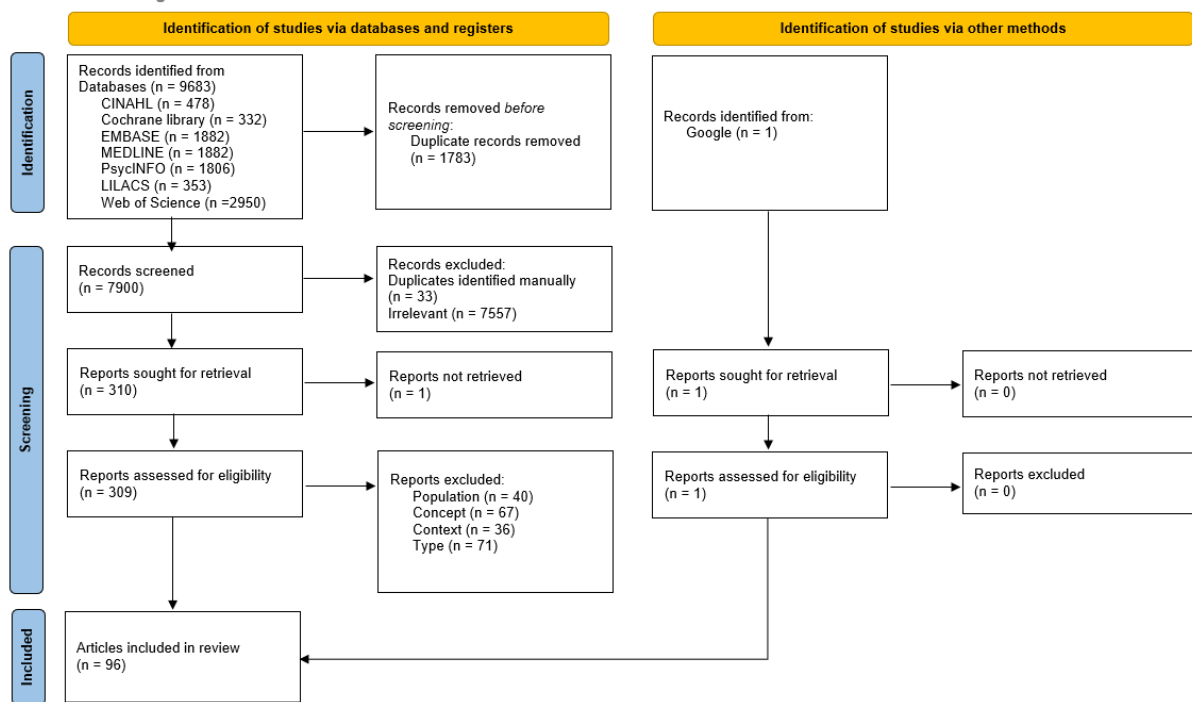 Identification of studies via databases and registers
Identification of studies via other methods
Identification
Records identified from
Databases (n = 9683)
CINAHL (n = 478)
Cochrane library (n = 332)
EMBASE (n = 1882)
MEDLINE (n = 1882)
PsycINFO (n = 1806)
LILACS (n = 353)
Web of Science (n =2950)
Records removed before
screening:
Duplicate records removed
(n = 1783)
Records identified from:
Google (n = 1)
Screening
Records screened
(n = 7900)
Records excluded:
Duplicates identified manually
(n = 33)
Irrelevant (n = 7557)
Reports sought for retrieval
(n = 310)
Reports not retrieved
(n = 1)
Reports sought for retrieval
(n = 1)
Reports not retrieved
(n = 0)
Reports assessed for eligibility
(n = 309)
Reports excluded:
Population (n = 40)
Concept (n = 67)
Context (n = 36)
Type (n = 71)
Reports assessed for eligibility
(n = 1)
Reports excluded
(n = 0)
Included
Articles included in review
(n = 96)